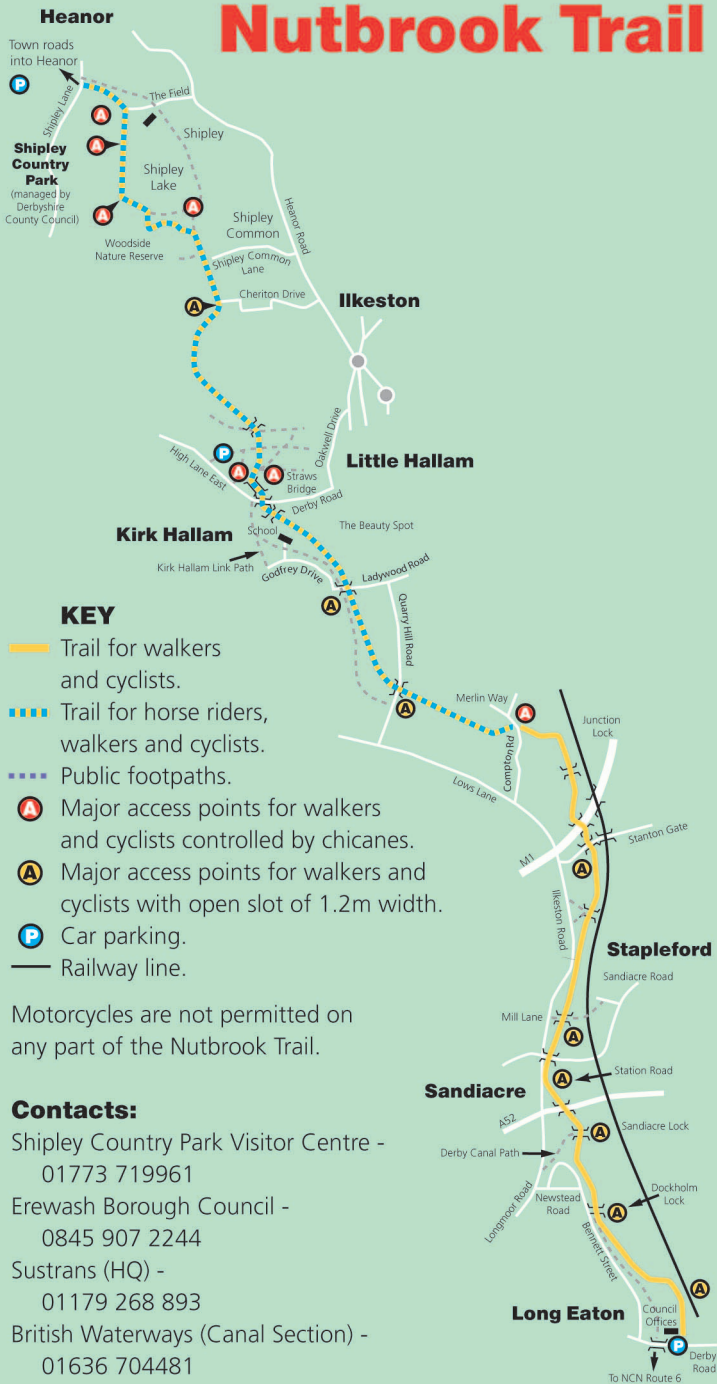 Nutbrook Trail
Heanor
Town roads
into Heanor
P
Shipley Lane
The Field
A
A
Shipley
Shipley
Country
Park
(managed by
Derbyshire
County Council)
Shipley
Lake
A
A
Shipley
Common
Heanor Road
Woodside
Nature Reserve
Shipley Common
Lane
Cheriton Drive
A
Ilkeston
Oakwell Drive
P
Little Hallam
High Lane East
A
A
Straws
Bridge
Derby Road
Kirk Hallam
School
The Beauty Spot
Kirk Hallam Link Path
Godfrey Drive
Ladywood Road
A
Quarry Hill Road
A
Merlin Way
A
Junction
Lock
Compton Rd
Lows Lane
M1
Stanton Gate
A
Ilkeston Road
Stapleford
Sandiacre Road
Mill Lane
A
Station Road
A
Sandiacre
A52
Sandiacre Lock
A
Derby Canal Path
Longmoor Road
Newstead
Road
Dockholm
Lock
A
Bennett Street
A
Long Eaton
Council
Offices
P
Derby
Road
To NCN Route 6
KEY
Trail for walkers
and cyclists.
Trail for horse riders,
walkers and cyclists.
Public footpaths.
A
Major access points for walkers
and cyclists controlled by chicanes.
A
Major access points for walkers and
cyclists with open slot of 1.2m width.
P
Car parking.
Railway line.
Motorcycles are not permitted on
any part of the Nutbrook Trail.
Contacts:
Shipley Country Park Visitor Centre -
01773 719961
Erewash Borough Council -
0845 907 2244
Sustrans (HQ) -
01179 268 893
British Waterways (Canal Section) -
01636 704481